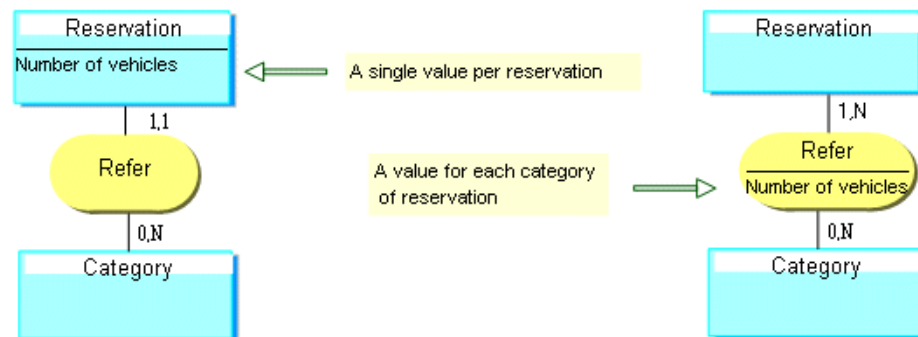 Reservation
Number of vehicles
A single value per reservation
1,1
Refer
0,N
Category
Reservation
1,N
A value for each category
of reservation
Refer
Number of vehicles
0,N
Category